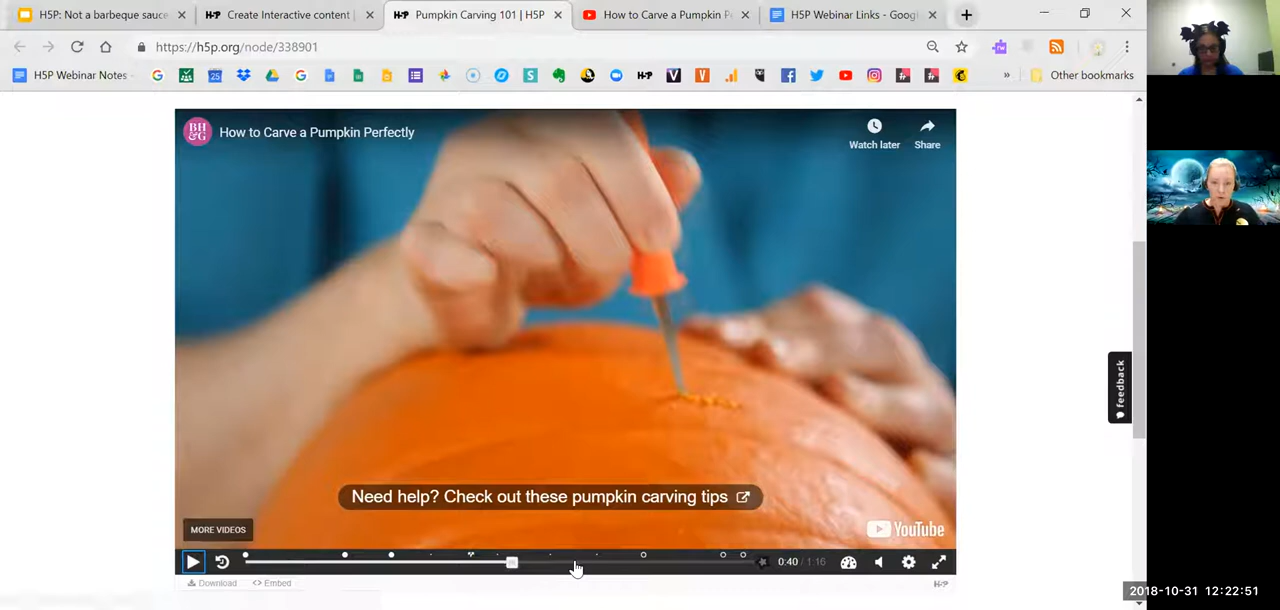 H5P: Not a barbeque sauce
Create Interactive content |
Pumpkin Carving 101 | H5P
How to Carve a Pumpkin P
H5P Webinar Links - Googl
https://h5p.org/node/338901
H5P Webinar Notes
Other bookmarks
BH
&G
How to Carve a Pumpkin Perfectly
Watch later
Share
feedback
Need help? Check out these pumpkin carving tips
MORE VIDEOS
YouTube
0:40 / 1:16
Download
<> Embed
H5P
2018-10-31 12:22:51